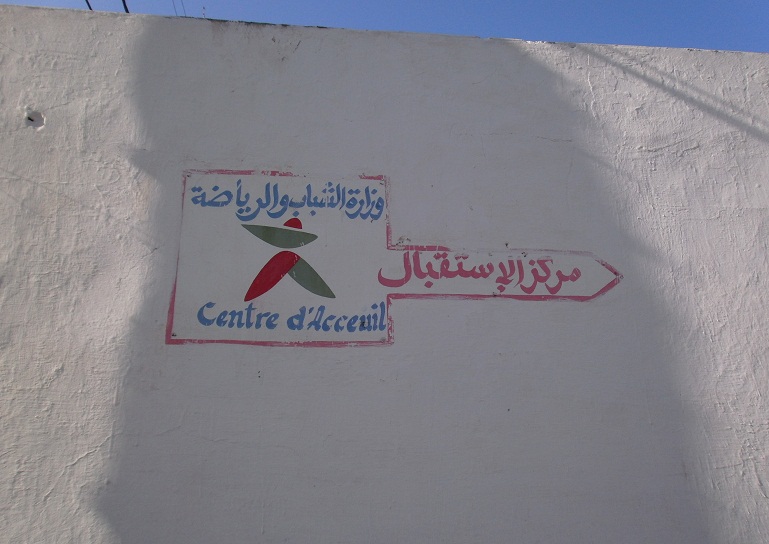 وزارة الشباب والرياضة
مركز الإستقبال
Centre d'Acceuil